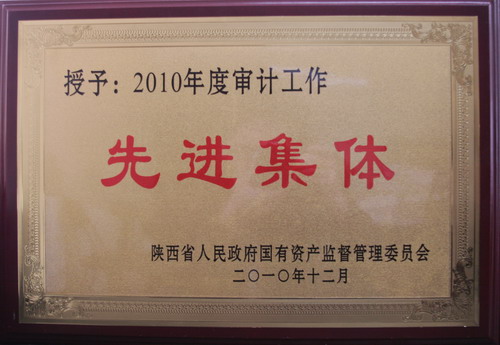 授予：2010年度审计工作
先进集体
陕西省人民政府国有资产监督管理委员会
二〇一〇年十二月